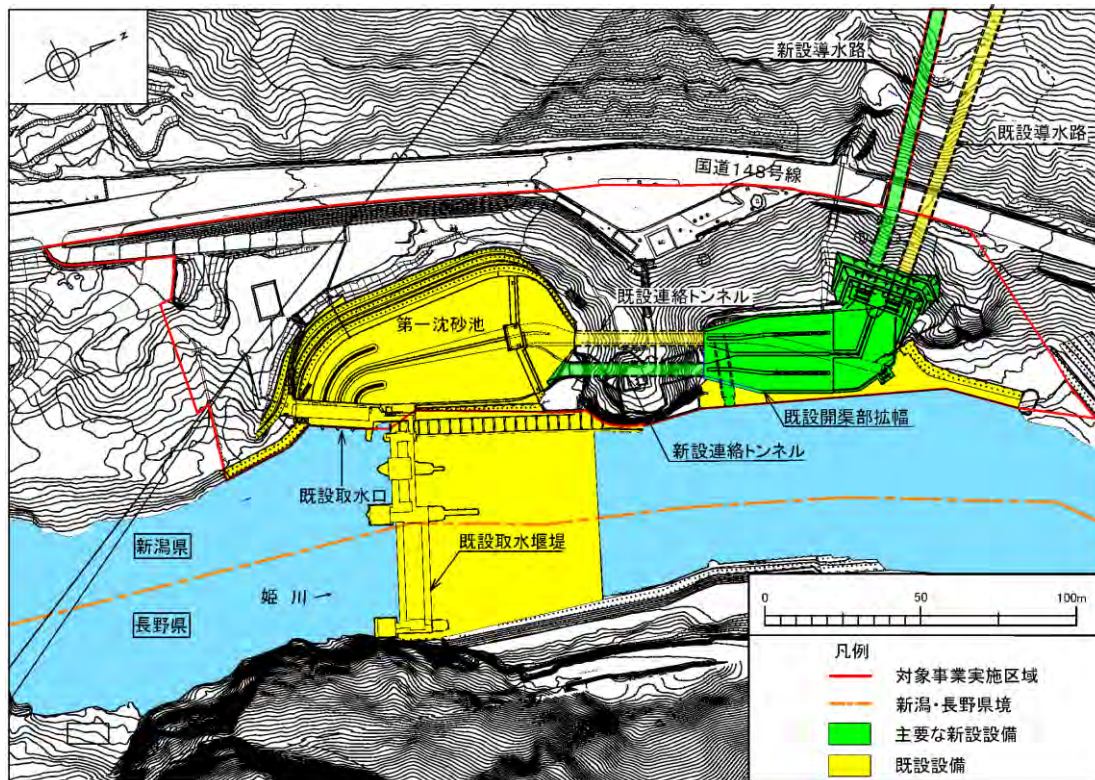 N
新設導水路
既設導水路
国道148号線
既設連絡トンネル
第一沈砂池
既設開渠部拡幅
新設連絡トンネル
既設取水口
新潟県
既設取水堰堤
姫川→
長野県
0 50 100m
凡例
対象事業実施区域
新潟・長野県境
主要な新設設備
既設設備